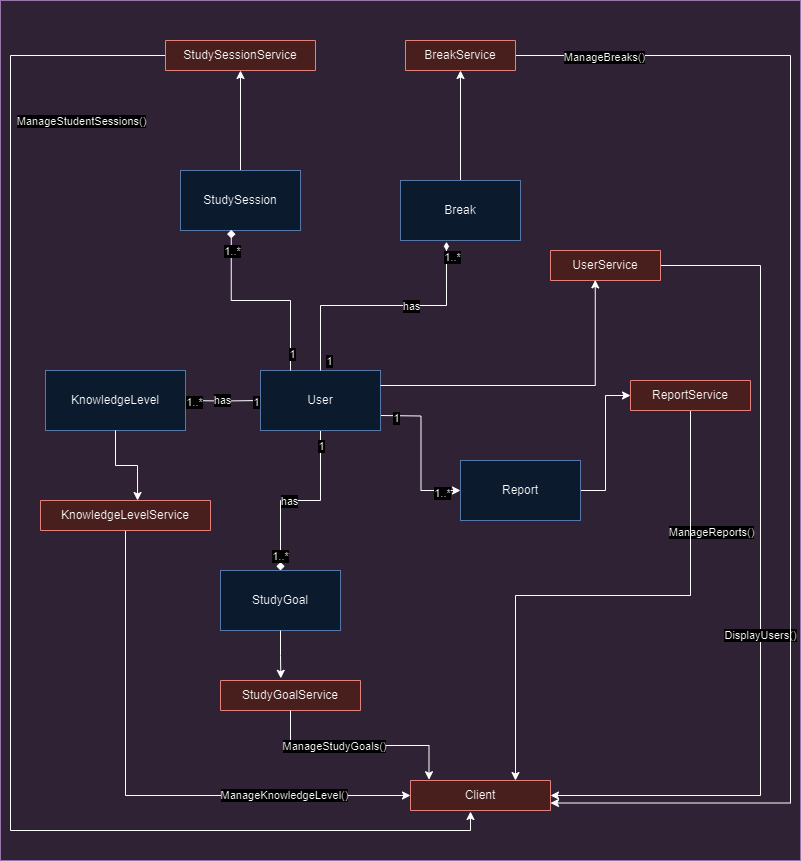 StudySessionService
BreakService
ManageBreaks()
ManageStudentSessions()
StudySession
Break
1..*
1..*
UserService
has
1
1
KnowledgeLevel
1..*
has
1
User
ReportService
1
1
1..*
Report
has
KnowledgeLevelService
ManageReports()
1..*
StudyGoal
DisplayUsers()
StudyGoalService
ManageStudyGoals()
ManageKnowledgeLevel()
Client